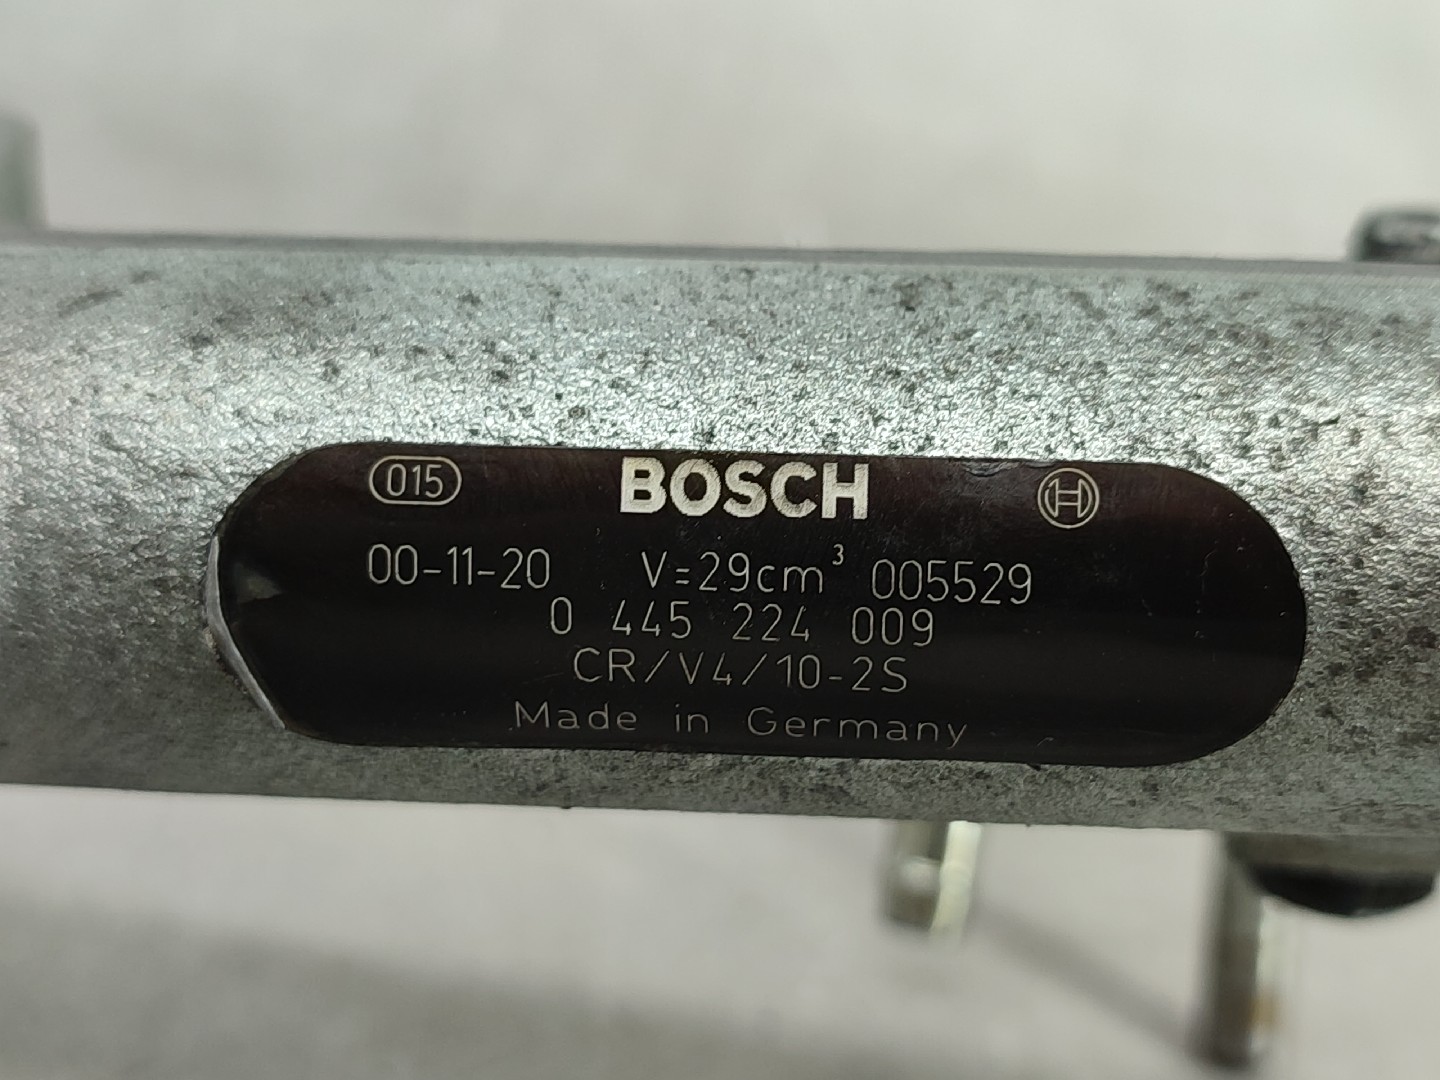 015 BOSCH
00-11-20 V=29cm³ 005529
0 445 224 009
CR/V4/10-2S
Made in Germany